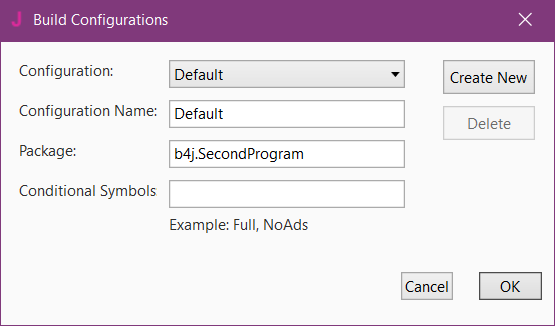 J Build Configurations
Configuration: Default Create New
Configuration Name: Default Delete
Package: b4j.SecondProgram
Conditional Symbols
Example: Full, NoAds
Cancel OK